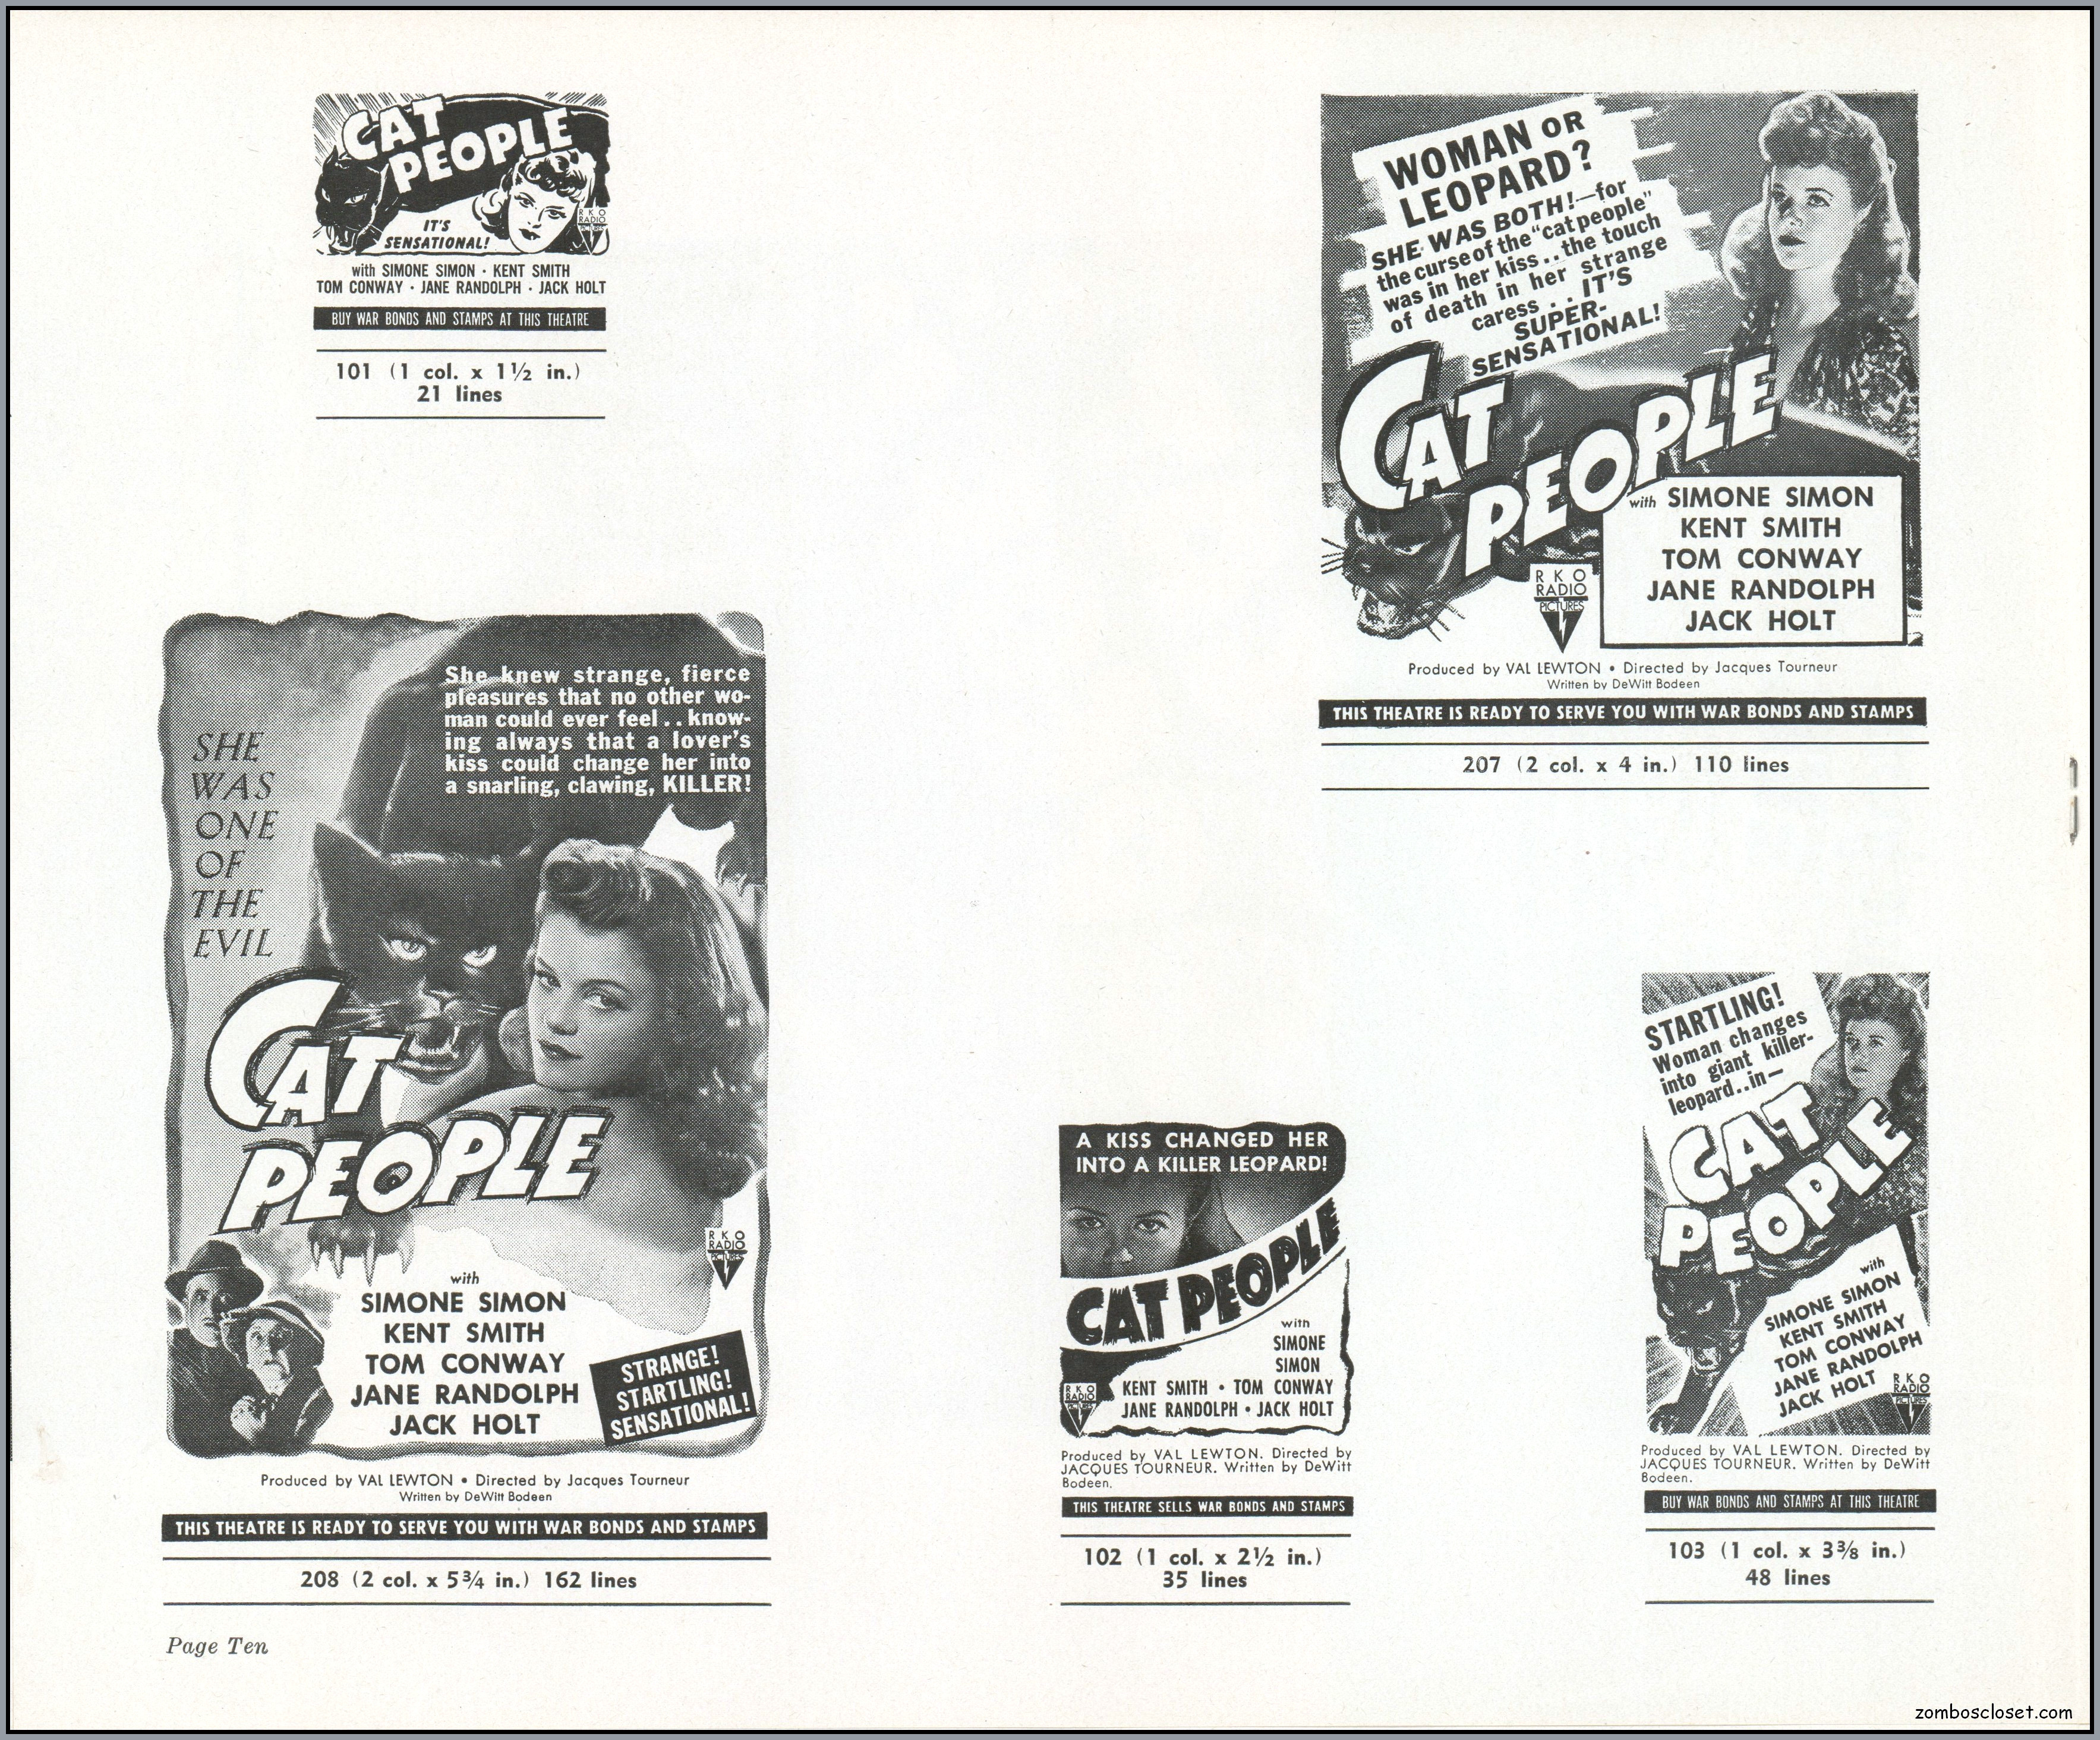 CAT
PEOPLE
IT'S
SENSATIONAL!
RKO
RADIO
PICTURES
with SIMONE SIMON · KENT SMITH
TOM CONWAY · JANE RANDOLPH · JACK HOLT
BUY WAR BONDS AND STAMPS AT THIS THEATRE
101 (1 col. x 1½ in.)
21 lines
WOMAN OR
LEOPARD?
SHE WAS BOTH!—for
the curse of the "cat people"
was in her kiss..the touch
of death in her strange
caress . . IT'S
SUPER-
SENSATIONAL!
CAT
PEOPLE
with SIMONE SIMON
KENT SMITH
TOM CONWAY
JANE RANDOLPH
JACK HOLT
RKO
RADIO
PICTURES
Produced by VAL LEWTON • Directed by Jacques Tourneur
Written by DeWitt Bodeen
THIS THEATRE IS READY TO SERVE YOU WITH WAR BONDS AND STAMPS
207 (2 col. x 4 in.) 110 lines
She knew strange, fierce
pleasures that no other wo-
man could ever feel . . know-
ing always that a lover's
kiss could change her into
a snarling, clawing, KILLER!
SHE
WAS
ONE
OF
THE
EVIL
CAT
PEOPLE
RKO
RADIO
PICTURES
with
SIMONE SIMON
KENT SMITH
TOM CONWAY
JANE RANDOLPH
JACK HOLT
STRANGE!
STARTLING!
SENSATIONAL!
Produced by VAL LEWTON • Directed by Jacques Tourneur
Written by DeWitt Bodeen
THIS THEATRE IS READY TO SERVE YOU WITH WAR BONDS AND STAMPS
208 (2 col. x 5¾ in.) 162 lines
A KISS CHANGED HER
INTO A KILLER LEOPARD!
CAT PEOPLE
with
SIMONE
SIMON
KENT SMITH • TOM CONWAY
JANE RANDOLPH • JACK HOLT
RKO
RADIO
PICTURES
Produced by VAL LEWTON. Directed by
JACQUES TOURNEUR. Written by DeWitt
Bodeen.
THIS THEATRE SELLS WAR BONDS AND STAMPS
102 (1 col. x 2½ in.)
35 lines
STARTLING!
Woman changes
into giant killer-
leopard..in—
CAT
PEOPLE
with
SIMONE SIMON
KENT SMITH
TOM CONWAY
JANE RANDOLPH
JACK HOLT
RKO
RADIO
PICTURES
Produced by VAL LEWTON. Directed by
JACQUES TOURNEUR. Written by DeWitt
Bodeen.
BUY WAR BONDS AND STAMPS AT THIS THEATRE
103 (1 col. x 3⅜ in.)
48 lines
Page Ten
zomboscloset.com